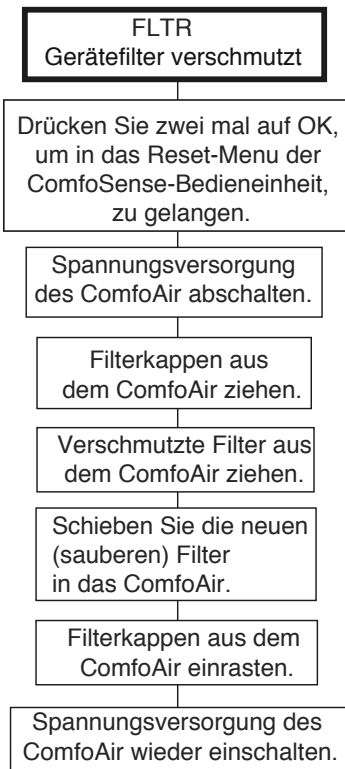 FLTR
Gerätefilter verschmutzt
Drücken Sie zwei mal auf OK,
um in das Reset-Menu der
ComfoSense-Bedieneinheit,
zu gelangen.
Spannungsversorgung
des ComfoAir abschalten.
Filterkappen aus
dem ComfoAir ziehen.
Verschmutzte Filter aus
dem ComfoAir ziehen.
Schieben Sie die neuen
(sauberen) Filter
in das ComfoAir.
Filterkappen aus dem
ComfoAir einrasten.
Spannungsversorgung des
ComfoAir wieder einschalten.